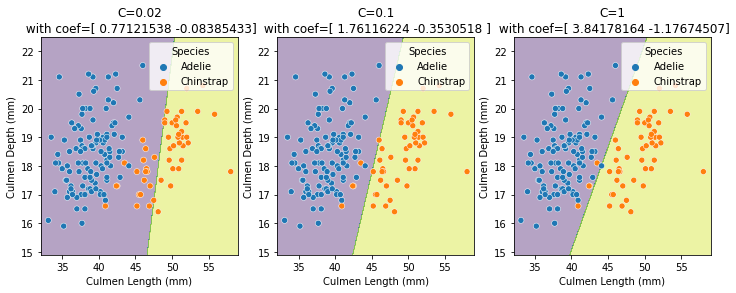 C=0.02
with coef=[ 0.77121538 -0.08385433]
C=0.1
with coef=[ 1.76116224 -0.3530518 ]
C=1
with coef=[ 3.84178164 -1.17674507]
Species
Adelie
Chinstrap
Species
Adelie
Chinstrap
Species
Adelie
Chinstrap
Culmen Depth (mm)
22
21
20
19
18
17
16
15
35
40
45
50
55
Culmen Length (mm)
Culmen Depth (mm)
22
21
20
19
18
17
16
15
35
40
45
50
55
Culmen Length (mm)
Culmen Depth (mm)
22
21
20
19
18
17
16
15
35
40
45
50
55
Culmen Length (mm)